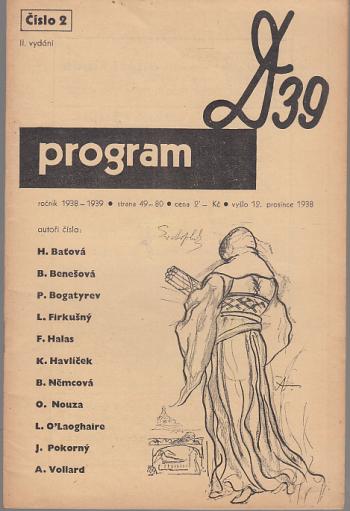 Číslo 2
II. vydání
D39
program
ročník 1938–1939 ● strana 49–80 ● cena 2·– Kč ● vyšlo 12. prosince 1938
autoři čísla:
H. Baťová
B. Benešová
P. Bogatyrev
L. Firkušný
F. Halas
K. Havlíček
B. Němcová
O. Nouza
L. O'Laoghaire
J. Pokorný
A. Vollard